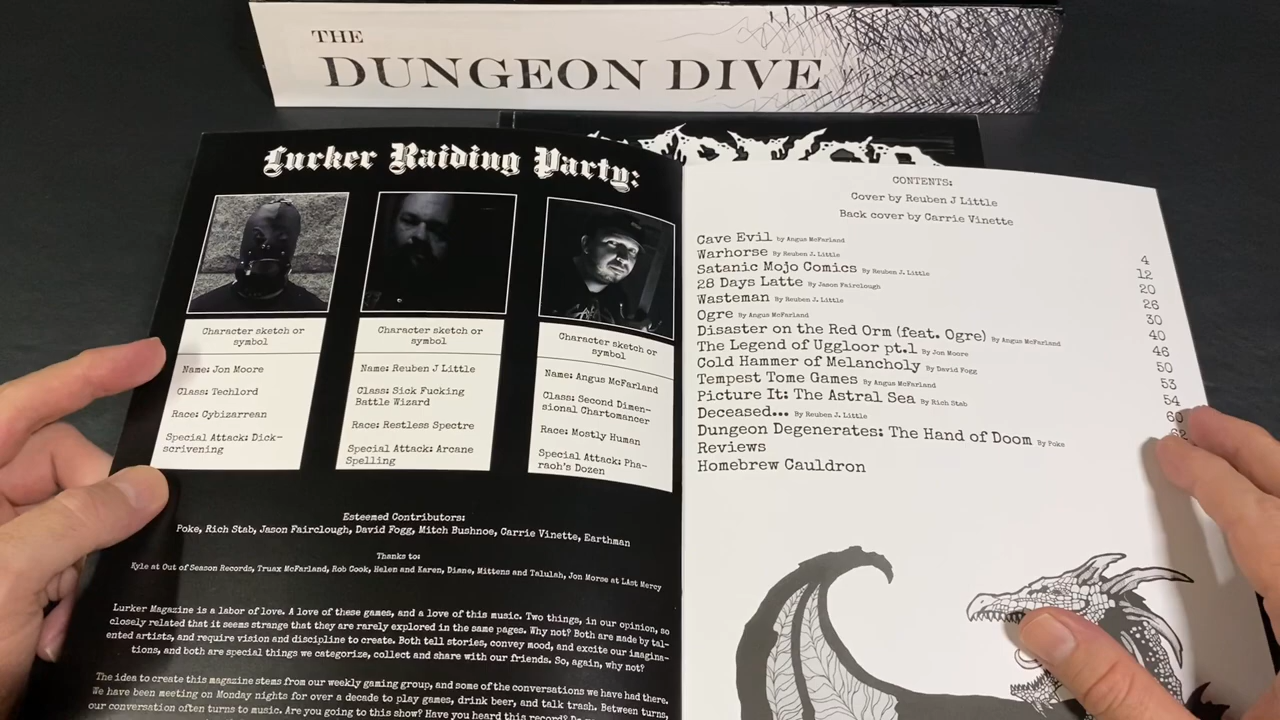 THE
DUNGEON DIVE
Lurker Raiding Party:
Character sketch or
symbol
Name: Jon Moore
Class: Techlord
Race: Cybizarrean
Special Attack: Dick-
scrivening
Character sketch or
symbol
Name: Reuben J Little
Class: Sick Fucking
Battle Wizard
Race: Restless Spectre
Special Attack: Arcane
Spelling
Character sketch or
symbol
Name: Angus McFarland
Class: Second Dimen-
sional Chartomancer
Race: Mostly Human
Special Attack: Pha-
raoh's Dozen
Esteemed Contributors:
Poke, Rich Stab, Jason Fairclough, David Fogg, Mitch Bushnoe, Carrie Vinette, Earthman
Thanks to:
Kyle at Out of Season Records, Truax McFarland, Rob Cook, Helen and Karen, Diane, Mittens and Talulah, Jon Morse at Last Mercy
Lurker Magazine is a labor of love. A love of these games, and a love of this music. Two things, in our opinion, so
closely related that it seems strange that they are rarely explored in the same pages. Why not? Both are made by tal-
ented artists, and require vision and discipline to create. Both tell stories, convey mood, and excite our imagina-
tions, and both are special things we categorize, collect and share with our friends. So, again, why not?
The idea to create this magazine stems from our weekly gaming group, and some of the conversations we have had there.
We have been meeting on Monday nights for over a decade to play games, drink beer, and talk trash. Between turns,
our conversation often turns to music. Are you going to this show? Have you heard this record?
CONTENTS:
Cover by Reuben J Little
Back cover by Carrie Vinette
Cave Evil by Angus McFarland 4
Warhorse By Reuben J. Little 12
Satanic Mojo Comics By Reuben J. Little 20
28 Days Latte By Jason Fairclough 26
Wasteman By Reuben J. Little 30
Ogre By Angus McFarland 40
Disaster on the Red Orm (feat. Ogre) By Angus McFarland 46
The Legend of Uggloor pt.1 By Jon Moore 50
Cold Hammer of Melancholy By David Fogg 53
Tempest Tome Games By Angus McFarland 54
Picture It: The Astral Sea By Rich Stab 60
Deceased... By Reuben J. Little 62
Dungeon Degenerates: The Hand of Doom By Poke
Reviews
Homebrew Cauldron